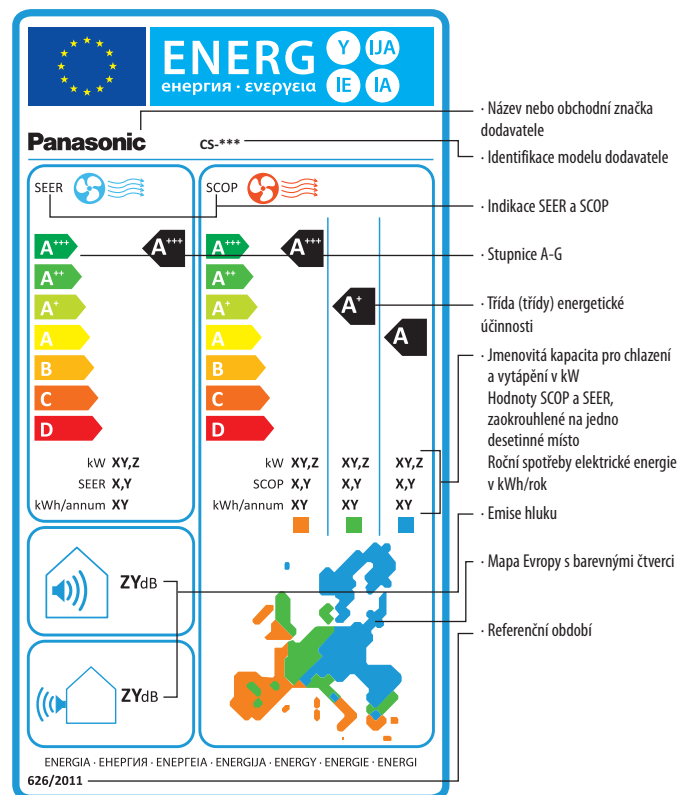 ENERG
енергия · ενεργεια
Y
IJA
IE
IA
Panasonic
CS-***
SEER
A+++
A++
A+
A
B
C
D
A+++
kW XY,Z
SEER X,Y
kWh/annum XY
SCOP
A+++
A++
A+
A
B
C
D
A+++
A+
A
kW XY,Z XY,Z XY,Z
SCOP X,Y X,Y X,Y
kWh/annum XY XY XY
ZYdB
ZYdB
ENERGIA · ЕНЕРГИЯ · ΕΝΕΡΓΕΙΑ · ENERGIJA · ENERGY · ENERGIE · ENERGI
626/2011
· Název nebo obchodní značka
dodavatele
· Identifikace modelu dodavatele
· Indikace SEER a SCOP
· Stupnice A-G
· Třída (třídy) energetické
účinnosti
· Jmenovitá kapacita pro chlazení
a vytápění v kW
Hodnoty SCOP a SEER,
zaokrouhlené na jedno
desetinné místo
Roční spotřeby elektrické energie
v kWh/rok
· Emise hluku
· Mapa Evropy s barevnými čtverci
· Referenční období